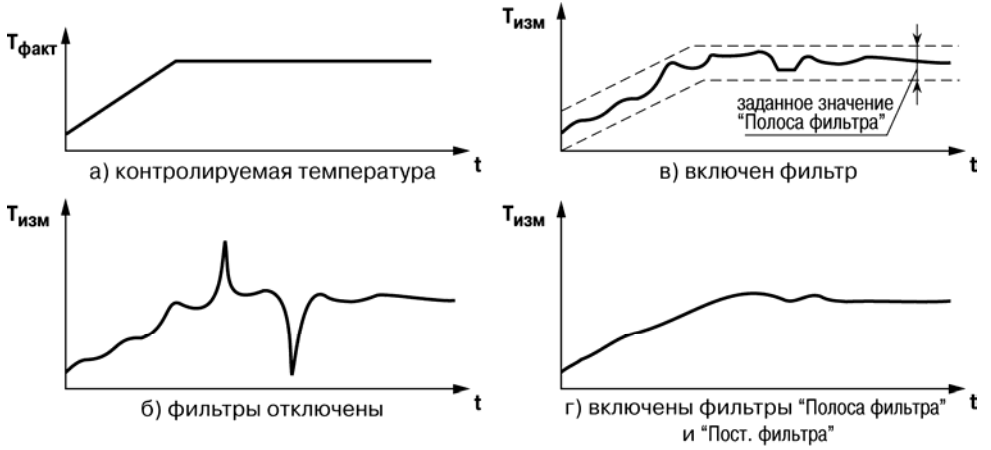 Тфакт
t
а) контролируемая температура
Тизм
заданное значение
“Полоса фильтра”
t
в) включен фильтр
Тизм
t
б) фильтры отключены
Тизм
t
г) включены фильтры “Полоса фильтра”
и “Пост. фильтра”